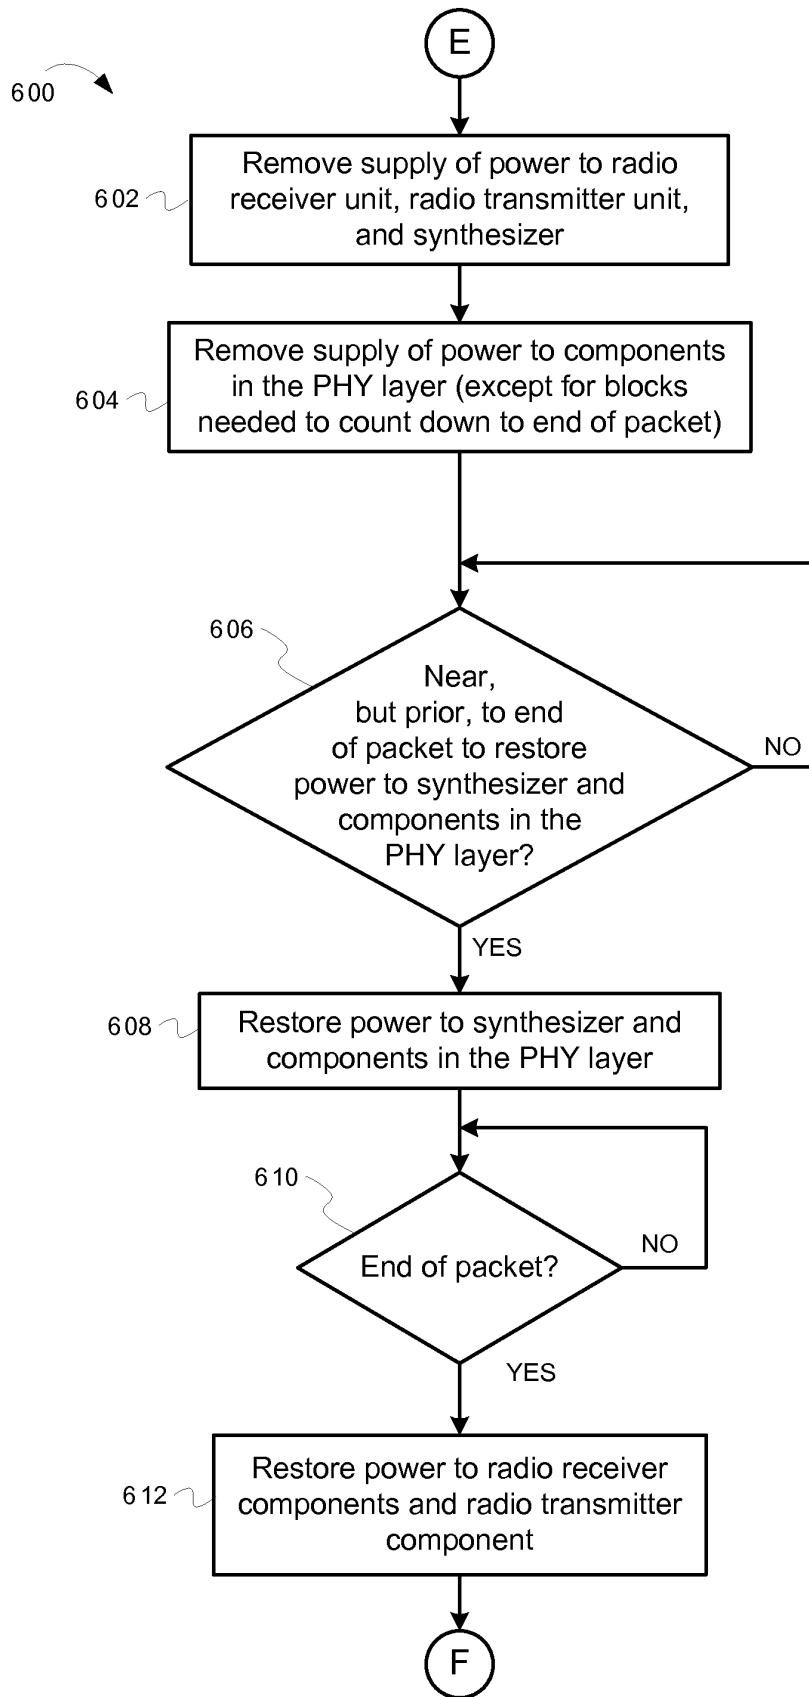 E
600
Remove supply of power to radio
receiver unit, radio transmitter unit,
and synthesizer
602
Remove supply of power to components
in the PHY layer (except for blocks
needed to count down to end of packet)
604
606
Near,
but prior, to end
of packet to restore
power to synthesizer and
components in the
PHY layer?
NO
YES
608
Restore power to synthesizer and
components in the PHY layer
610
End of packet?
NO
YES
612
Restore power to radio receiver
components and radio transmitter
component
F